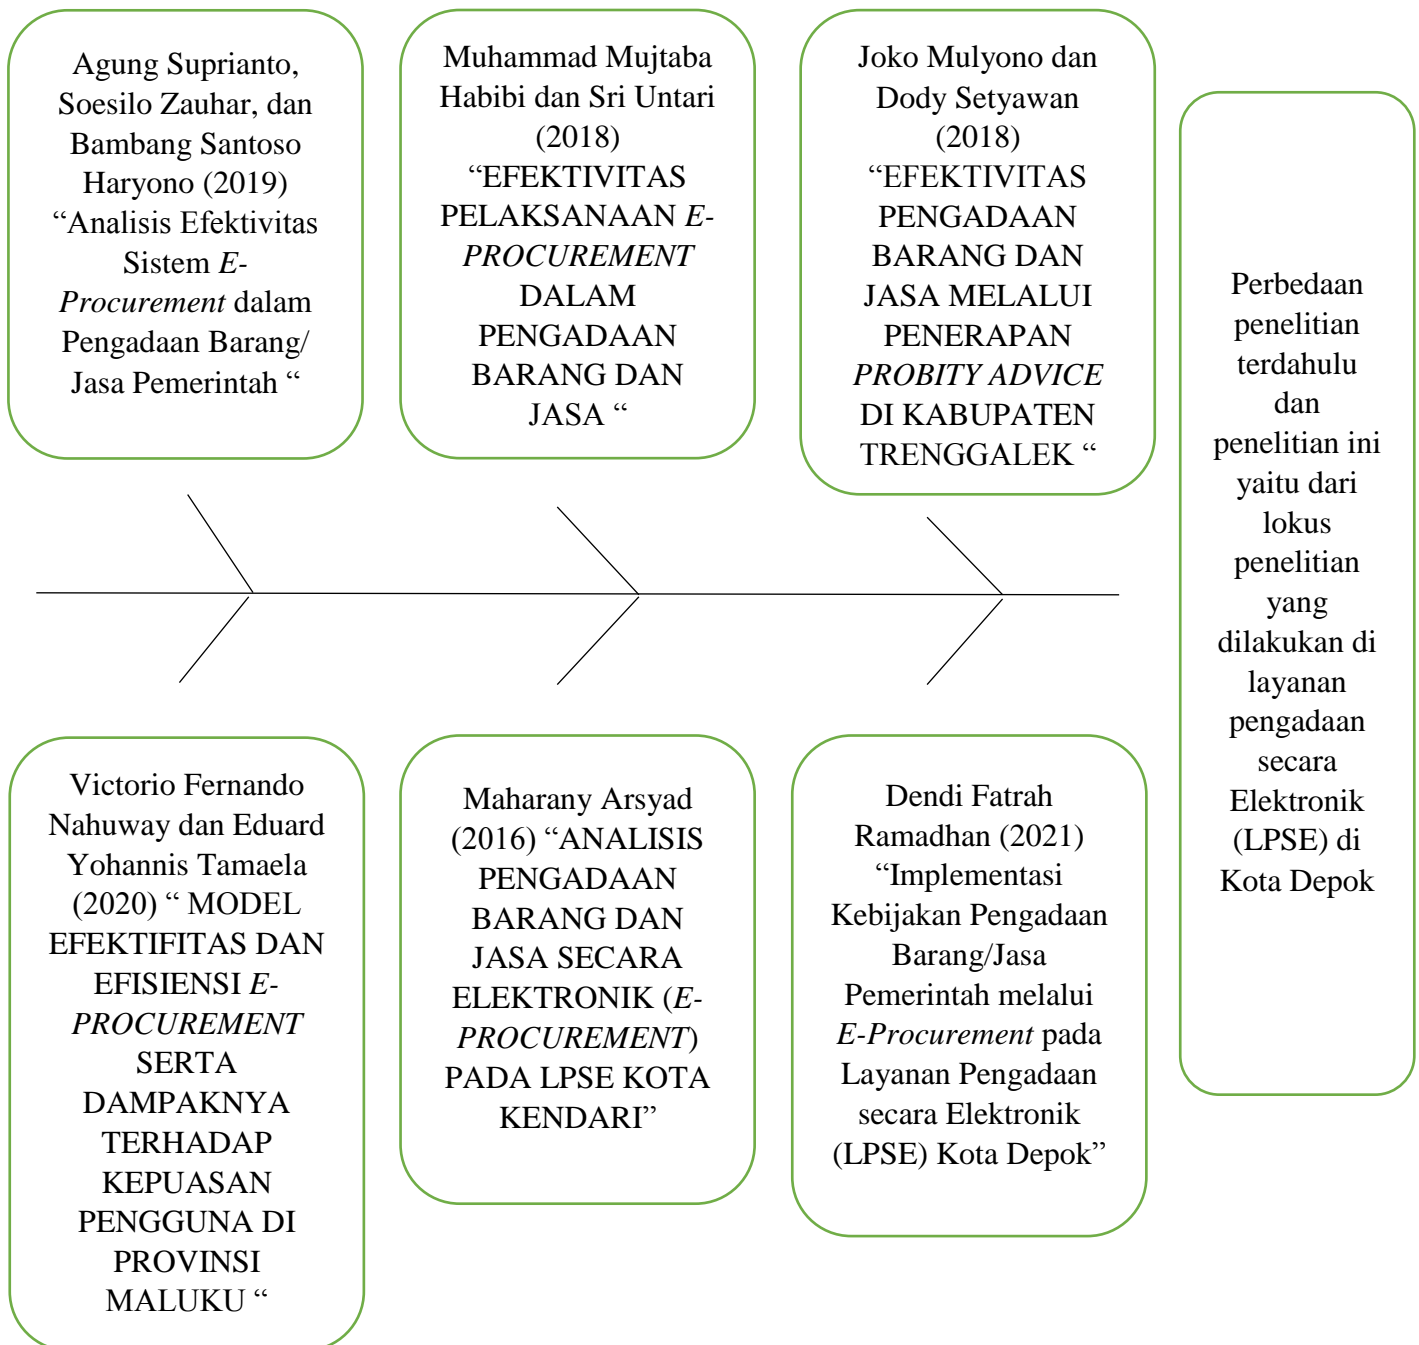 Agung Suprianto,
Soesilo Zauhar, dan
Bambang Santoso
Haryono (2019)
“Analisis Efektivitas
Sistem E-
Procurement dalam
Pengadaan Barang/
Jasa Pemerintah “
Muhammad Mujtaba
Habibi dan Sri Untari
(2018)
“EFEKTIVITAS
PELAKSANAAN E-
PROCUREMENT
DALAM
PENGADAAN
BARANG DAN
JASA “
Joko Mulyono dan
Dody Setyawan
(2018)
“EFEKTIVITAS
PENGADAAN
BARANG DAN
JASA MELALUI
PENERAPAN
PROBITY ADVICE
DI KABUPATEN
TRENGGALEK “
Perbedaan
penelitian
terdahulu
dan
penelitian ini
yaitu dari
lokus
penelitian
yang
dilakukan di
layanan
pengadaan
secara
Elektronik
(LPSE) di
Kota Depok
Victorio Fernando
Nahuway dan Eduard
Yohannis Tamaela
(2020) “ MODEL
EFEKTIFITAS DAN
EFISIENSI E-
PROCUREMENT
SERTA
DAMPAKNYA
TERHADAP
KEPUASAN
PENGGUNA DI
PROVINSI
MALUKU “
Maharany Arsyad
(2016) “ANALISIS
PENGADAAN
BARANG DAN
JASA SECARA
ELEKTRONIK (E-
PROCUREMENT)
PADA LPSE KOTA
KENDARI”
Dendi Fatrah
Ramadhan (2021)
“Implementasi
Kebijakan Pengadaan
Barang/Jasa
Pemerintah melalui
E-Procurement pada
Layanan Pengadaan
secara Elektronik
(LPSE) Kota Depok”